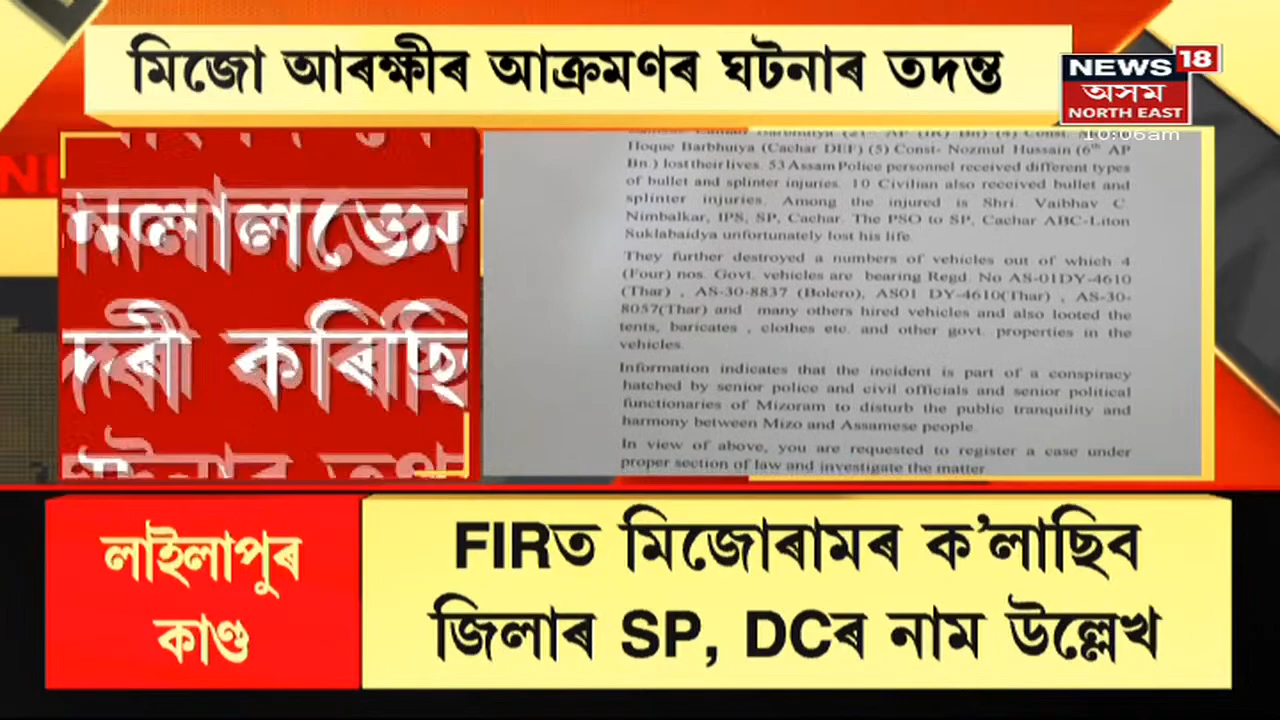 মিজো আৰক্ষীৰ আক্ৰমণৰ ঘটনাৰ তদন্ত
NEWS 18
অসম
NORTH EAST
10:06am
Hoque Barbhuiya (Cachar DEF) (5) Const- Nozmul Hussain (6th AP
Bn.) lost their lives. 53 Assam Police personnel received different types
of bullet and splinter injuries. 10 Civilian also received bullet and
splinter injuries. Among the injured is Shri. Vaibhav C.
Nimbalkar, IPS, SP, Cachar. The PSO to SP, Cachar ABC-Liton
Suklabaidya unfortunately lost his life.
They further destroyed a numbers of vehicles out of which 4
(Four) nos. Govt. vehicles are bearing Regd. No AS-01DY-4610
(Thar) , AS-30-8837 (Bolero), AS01 DY-4610(Thar) , AS-30-
8057(Thar) and many others hired vehicles and also looted the
tents, baricates , clothes etc. and other govt. properties in the
vehicles.
Information indicates that the incident is part of a conspiracy
hatched by senior police and civil officials and senior political
functionaries of Mizoram to disturb the public tranquility and
harmony between Mizo and Assamese people.
In view of above, you are requested to register a case under
proper section of law and investigate the matter
লাইলাপুৰ
কাণ্ড
FIRত মিজোৰামৰ ক’লাছিব
জিলাৰ SP, DCৰ নাম উল্লেখ